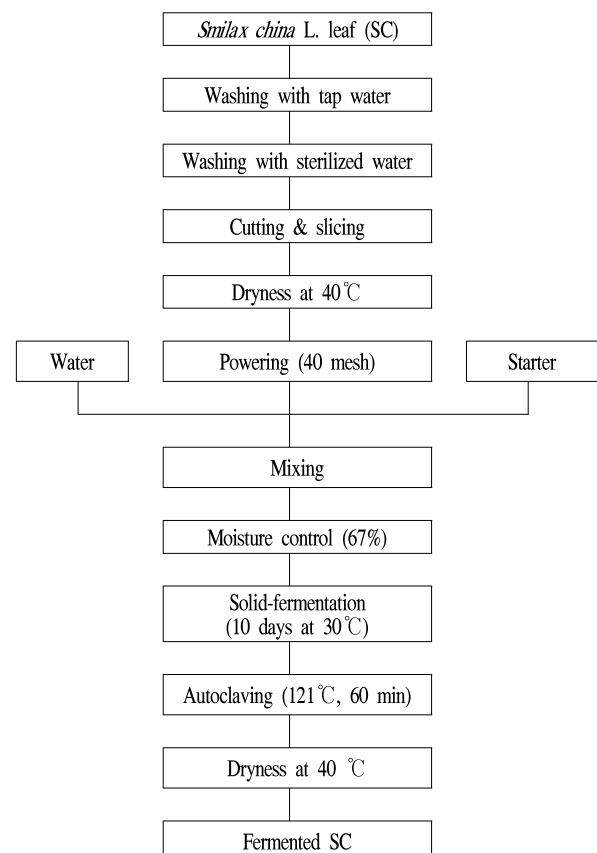 Smilax china L. leaf (SC)
Washing with tap water
Washing with sterilized water
Cutting & slicing
Dryness at 40℃
Water
Powering (40 mesh)
Starter
Mixing
Moisture control (67%)
Solid-fermentation
(10 days at 30℃)
Autoclaving (121℃, 60 min)
Dryness at 40 ℃
Fermented SC